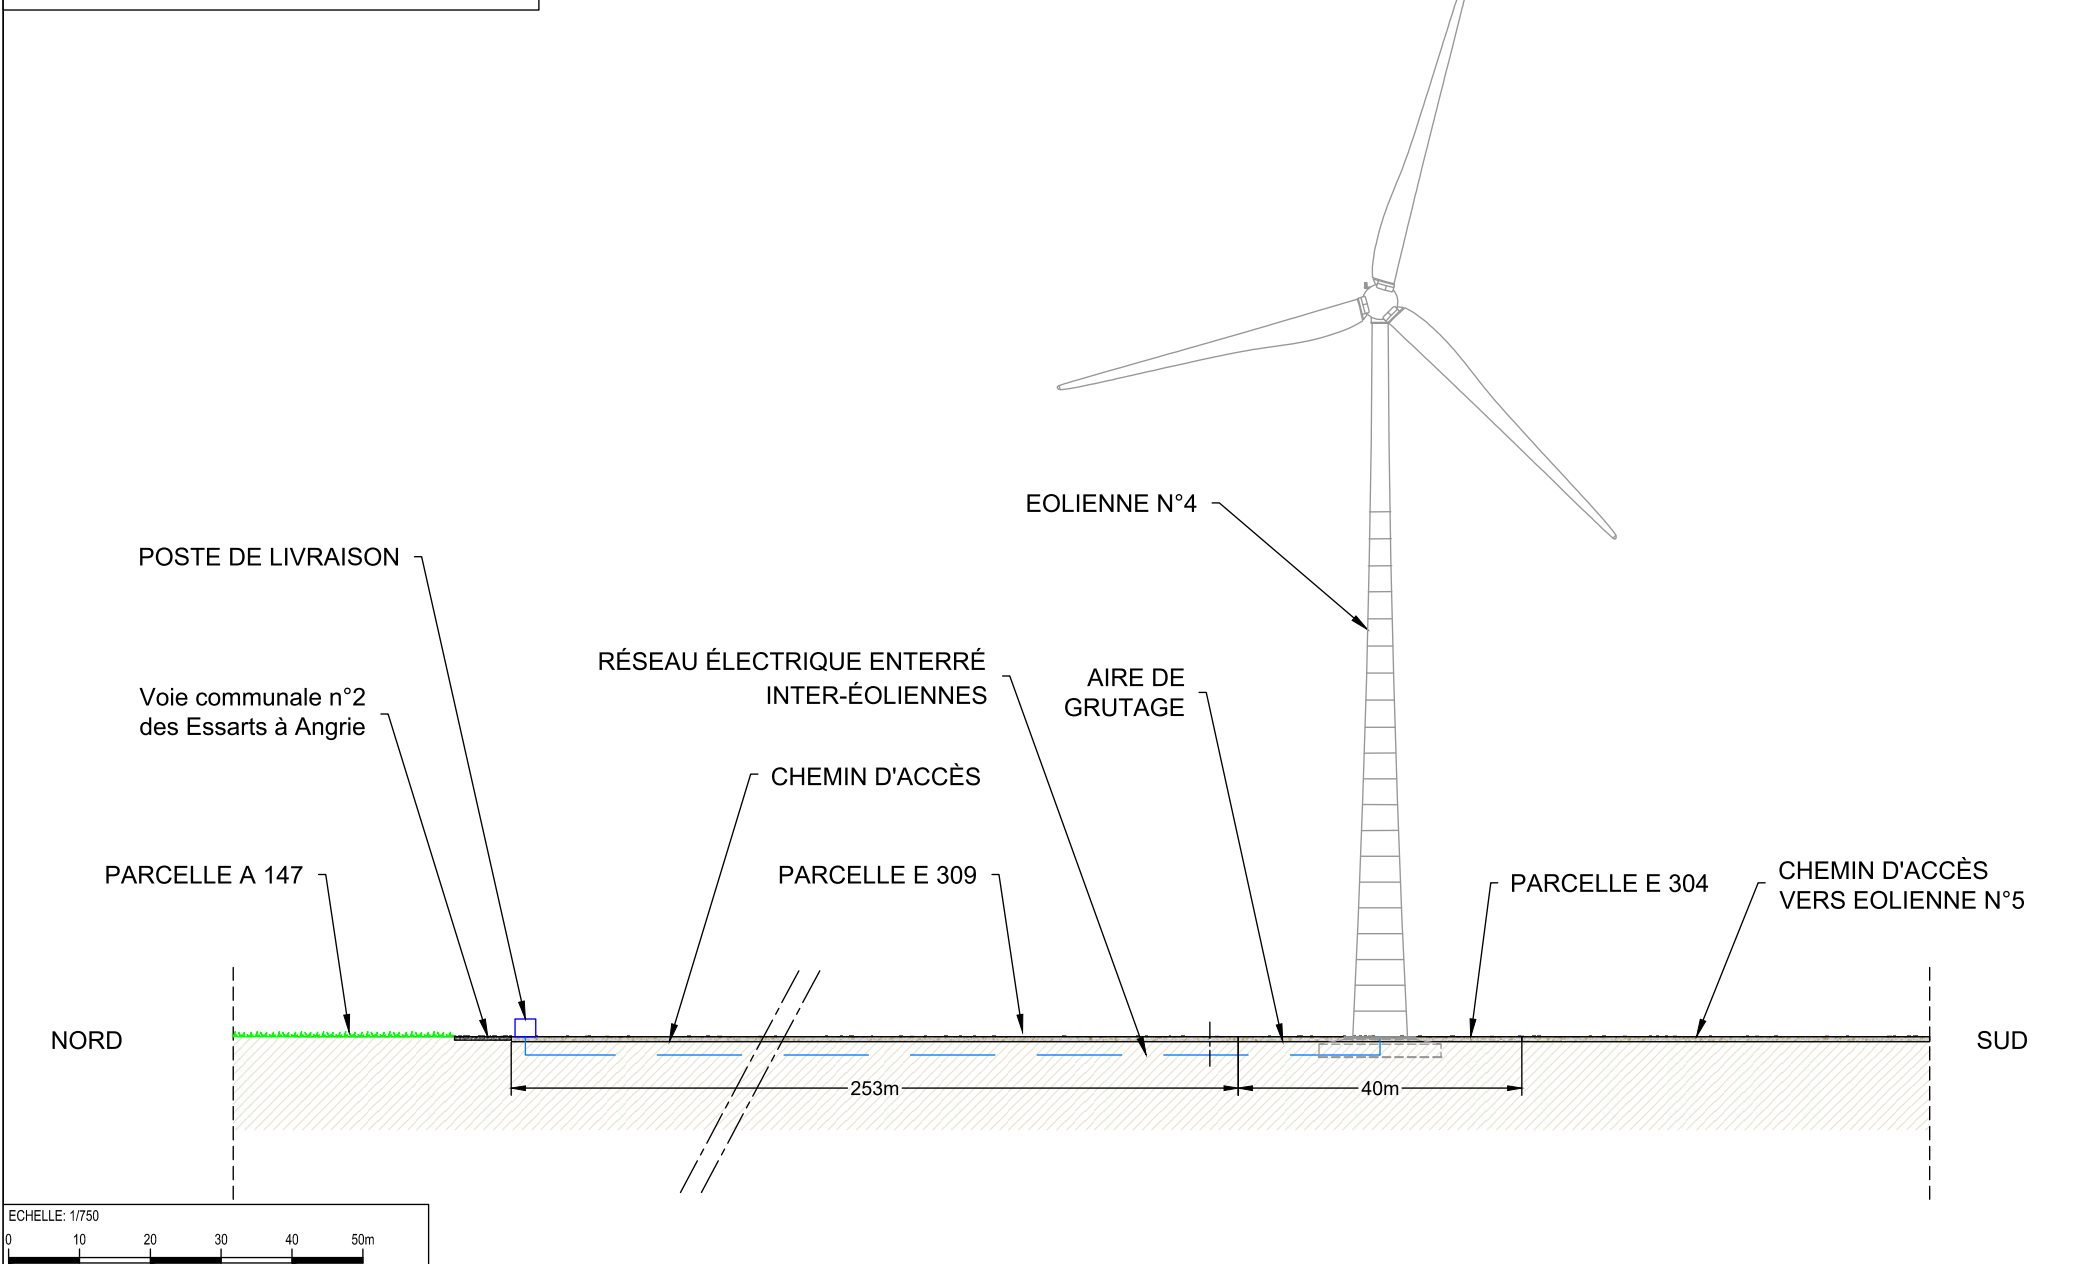 EOLIENNE N°4
POSTE DE LIVRAISON
RÉSEAU ÉLECTRIQUE ENTERRÉ
INTER-ÉOLIENNES
AIRE DE
GRUTAGE
Voie communale n°2
des Essarts à Angrie
CHEMIN D'ACCÈS
PARCELLE A 147
PARCELLE E 309
PARCELLE E 304
CHEMIN D'ACCÈS
VERS EOLIENNE N°5
NORD
SUD
253m
40m
ECHELLE: 1/750
0 10 20 30 40 50m